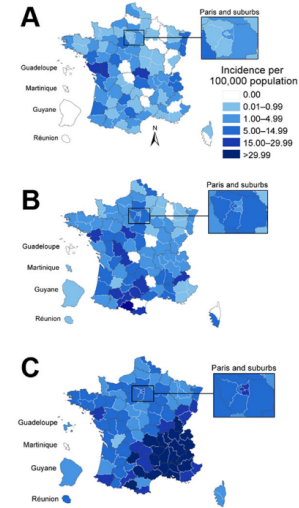 A
Paris and suburbs
Guadeloupe
Martinique
Guyane
Réunion
N
Incidence per
100,000 population
0.00
0.01–0.99
1.00–4.99
5.00–14.99
15.00–29.99
>29.99
B
Paris and suburbs
Guadeloupe
Martinique
Guyane
Réunion
C
Paris and suburbs
Guadeloupe
Martinique
Guyane
Réunion